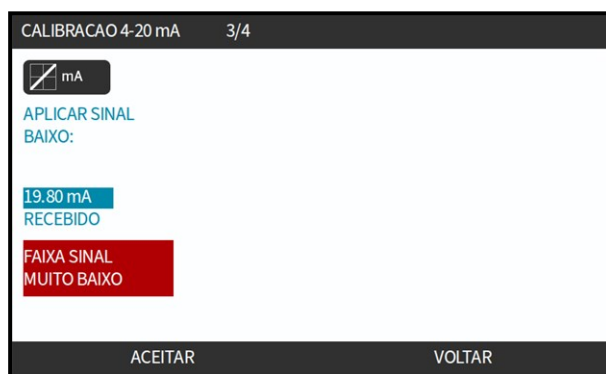 CALIBRACAO 4-20 mA 3/4
mA
APLICAR SINAL
BAIXO:
19.80 mA
RECEBIDO
FAIXA SINAL
MUITO BAIXO
ACEITAR VOLTAR